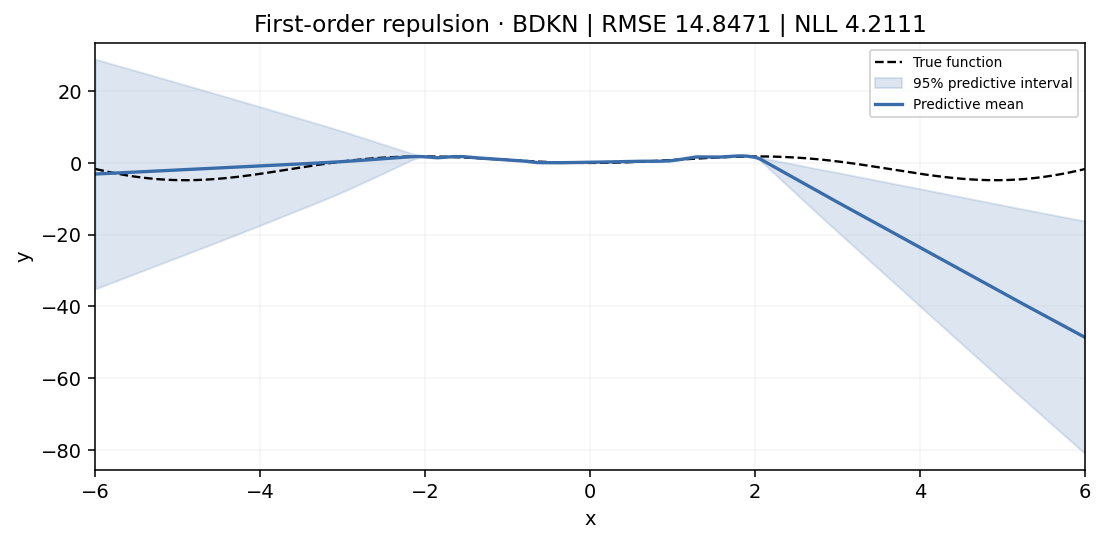 First-order repulsion · BDKN | RMSE 14.8471 | NLL 4.2111
True function
95% predictive interval
Predictive mean
20
0
−20
−40
−60
−80
y
−6
−4
−2
0
2
4
6
x